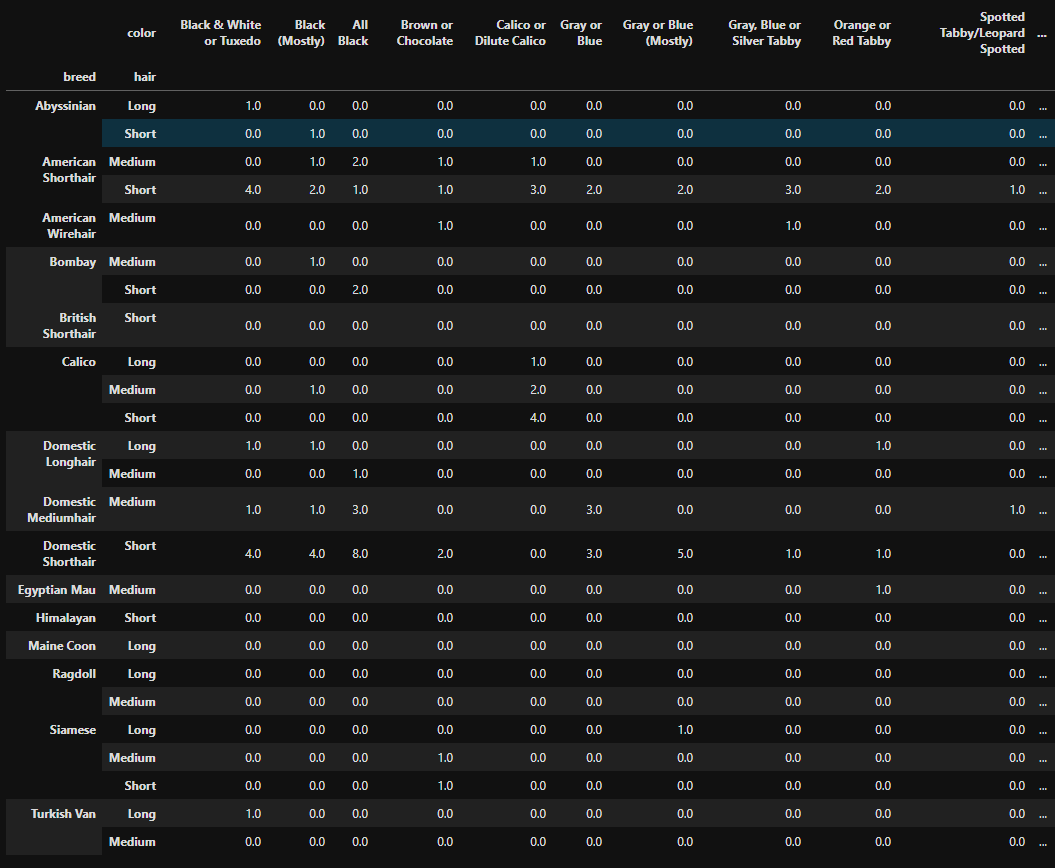 color Black & White or Tuxedo Black (Mostly) All Black Brown or Chocolate Calico or Dilute Calico Gray or Blue Gray or Blue (Mostly) Gray, Blue or Silver Tabby Orange or Red Tabby Spotted Tabby/Leopard Spotted ...
breed hair
Abyssinian Long 1.0 0.0 0.0 0.0 0.0 0.0 0.0 0.0 0.0 0.0 ...
Short 0.0 1.0 0.0 0.0 0.0 0.0 0.0 0.0 0.0 0.0 ...
American Shorthair Medium 0.0 1.0 2.0 1.0 1.0 0.0 0.0 0.0 0.0 0.0 ...
Short 4.0 2.0 1.0 1.0 3.0 2.0 2.0 3.0 2.0 1.0 ...
American Wirehair Medium 0.0 0.0 0.0 1.0 0.0 0.0 0.0 1.0 0.0 0.0 ...
Bombay Medium 0.0 1.0 0.0 0.0 0.0 0.0 0.0 0.0 0.0 0.0 ...
Short 0.0 0.0 2.0 0.0 0.0 0.0 0.0 0.0 0.0 0.0 ...
British Shorthair Short 0.0 0.0 0.0 0.0 0.0 0.0 0.0 0.0 0.0 0.0 ...
Calico Long 0.0 0.0 0.0 0.0 1.0 0.0 0.0 0.0 0.0 0.0 ...
Medium 0.0 1.0 0.0 0.0 2.0 0.0 0.0 0.0 0.0 0.0 ...
Short 0.0 0.0 0.0 0.0 4.0 0.0 0.0 0.0 0.0 0.0 ...
Domestic Longhair Long 1.0 1.0 0.0 0.0 0.0 0.0 0.0 0.0 1.0 0.0 ...
Medium 0.0 0.0 1.0 0.0 0.0 0.0 0.0 0.0 0.0 0.0 ...
Domestic Mediumhair Medium 1.0 1.0 3.0 0.0 0.0 3.0 0.0 0.0 0.0 1.0 ...
Domestic Shorthair Short 4.0 4.0 8.0 2.0 0.0 3.0 5.0 1.0 1.0 0.0 ...
Egyptian Mau Medium 0.0 0.0 0.0 0.0 0.0 0.0 0.0 0.0 1.0 0.0 ...
Himalayan Short 0.0 0.0 0.0 0.0 0.0 0.0 0.0 0.0 0.0 0.0 ...
Maine Coon Long 0.0 0.0 0.0 0.0 0.0 0.0 0.0 0.0 0.0 0.0 ...
Ragdoll Long 0.0 0.0 0.0 0.0 0.0 0.0 0.0 0.0 0.0 0.0 ...
Medium 0.0 0.0 0.0 0.0 0.0 0.0 0.0 0.0 0.0 0.0 ...
Siamese Long 0.0 0.0 0.0 0.0 0.0 0.0 1.0 0.0 0.0 0.0 ...
Medium 0.0 0.0 0.0 1.0 0.0 0.0 0.0 0.0 0.0 0.0 ...
Short 0.0 0.0 0.0 1.0 0.0 0.0 0.0 0.0 0.0 0.0 ...
Turkish Van Long 1.0 0.0 0.0 0.0 0.0 0.0 0.0 0.0 0.0 0.0 ...
Medium 0.0 0.0 0.0 0.0 0.0 0.0 0.0 0.0 0.0 0.0 ...